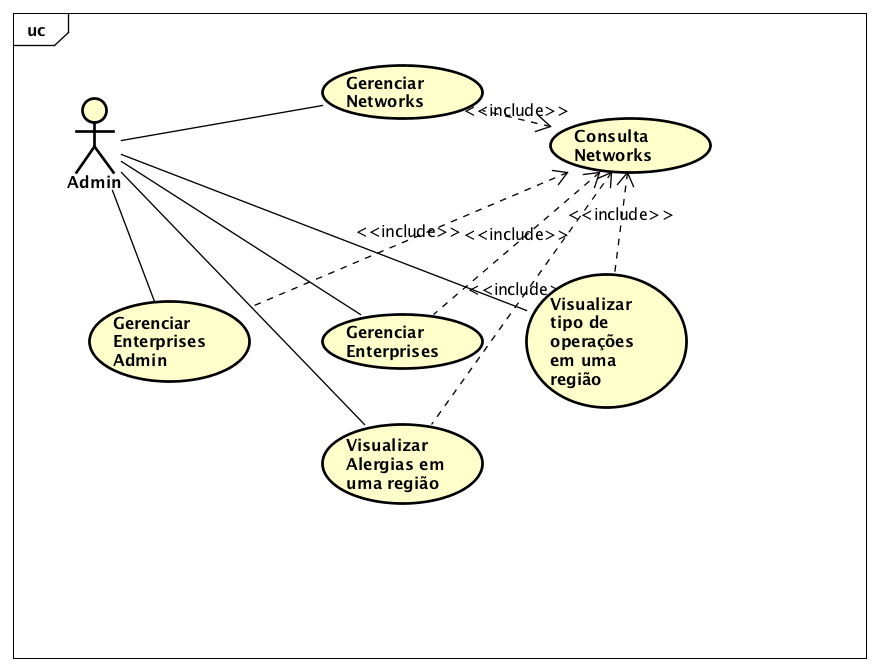 uc
Gerenciar
Networks
<<include>>
Consulta
Networks
Admin
<<include>>
<<include>>
<<include>>
<<include>>
Gerenciar
Enterprises
Admin
Gerenciar
Enterprises
Visualizar
tipo de
operações
em uma
região
Visualizar
Alergias em
uma região